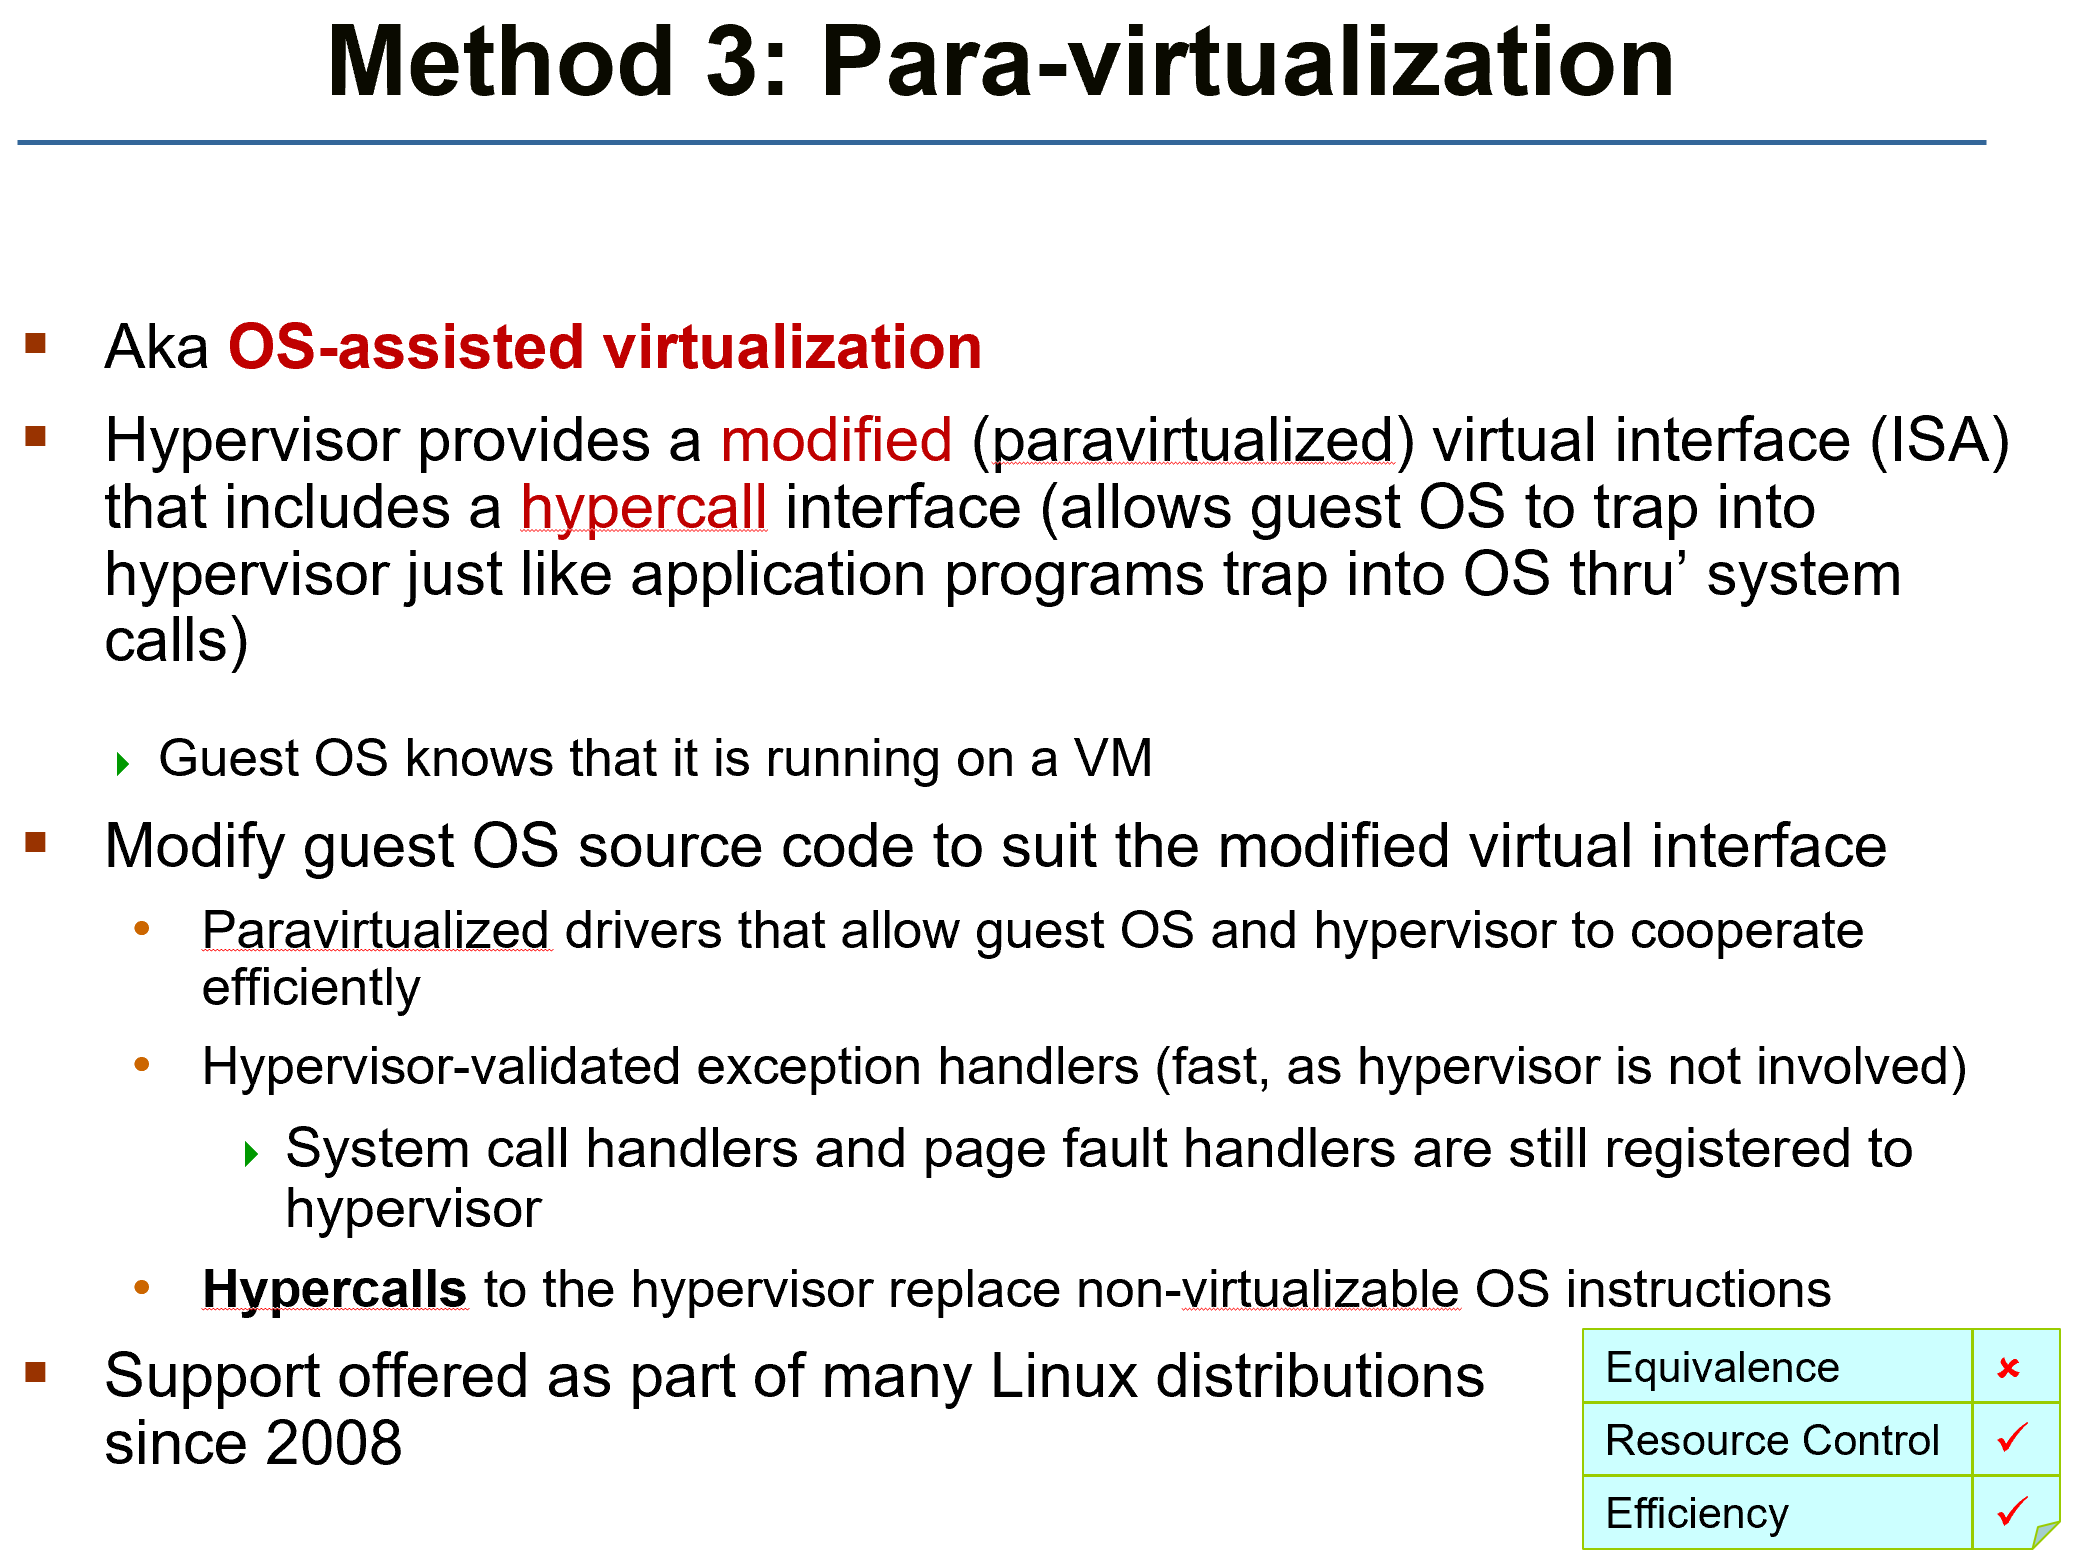 Method 3: Para-virtualization
Aka OS-assisted virtualization
Hypervisor provides a modified (paravirtualized) virtual interface (ISA)
that includes a hypercall interface (allows guest OS to trap into
hypervisor just like application programs trap into OS thru’ system
calls)
Guest OS knows that it is running on a VM
Modify guest OS source code to suit the modified virtual interface
Paravirtualized drivers that allow guest OS and hypervisor to cooperate
efficiently
Hypervisor-validated exception handlers (fast, as hypervisor is not involved)
System call handlers and page fault handlers are still registered to
hypervisor
Hypercalls to the hypervisor replace non-virtualizable OS instructions
Support offered as part of many Linux distributions
since 2008
Equivalence ×
Resource Control ✓
Efficiency ✓